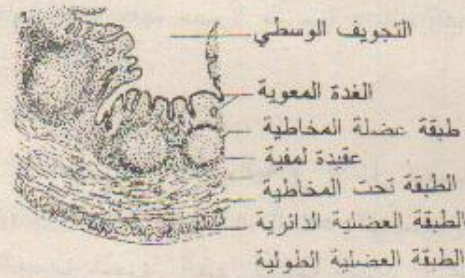 التجويف الوسطي
الغدة المعوية
طبقة عضلة المخاطية
عقيدة لمفية
الطبقة تحت المخاطية
الطبقة العضلية الدائرية
الطبقة العضلية الطولية